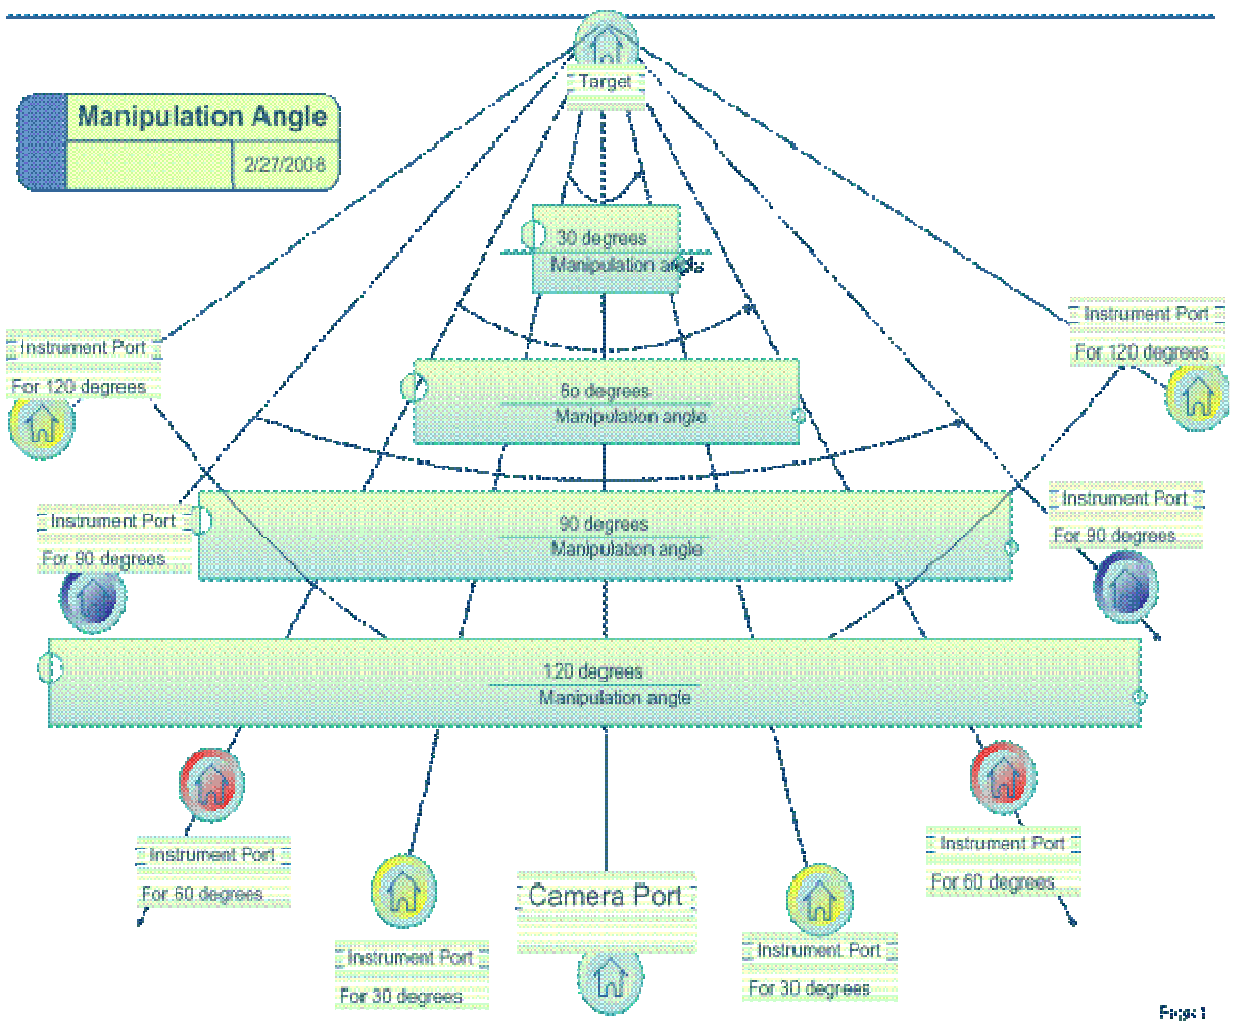 Target
Manipulation Angle
2/27/2008
30 degrees
Manipulation angle
Instrument Port
For 120 degrees
Instrument Port
For 120 degrees
6o degrees
Manipulation angle
Instrument Port
For 90 degrees
90 degrees
Manipulation angle
Instrument Port
For 90 degrees
120 degrees
Manipulation angle
Instrument Port
For 60 degrees
Instrument Port
For 60 degrees
Camera Port
Instrument Port
For 30 degrees
Instrument Port
For 30 degrees
Page 1